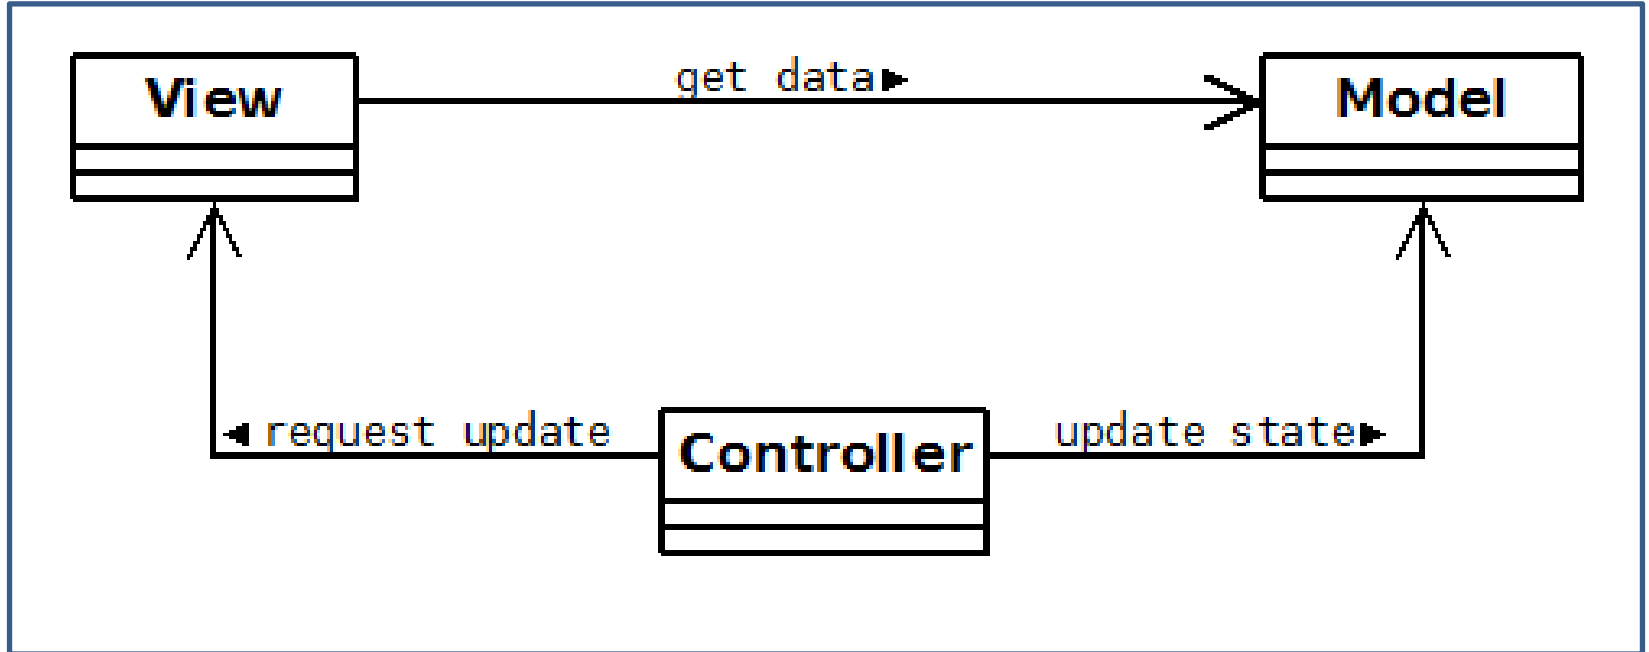 View
get data►
Model
◄ request update
Controller
update state►